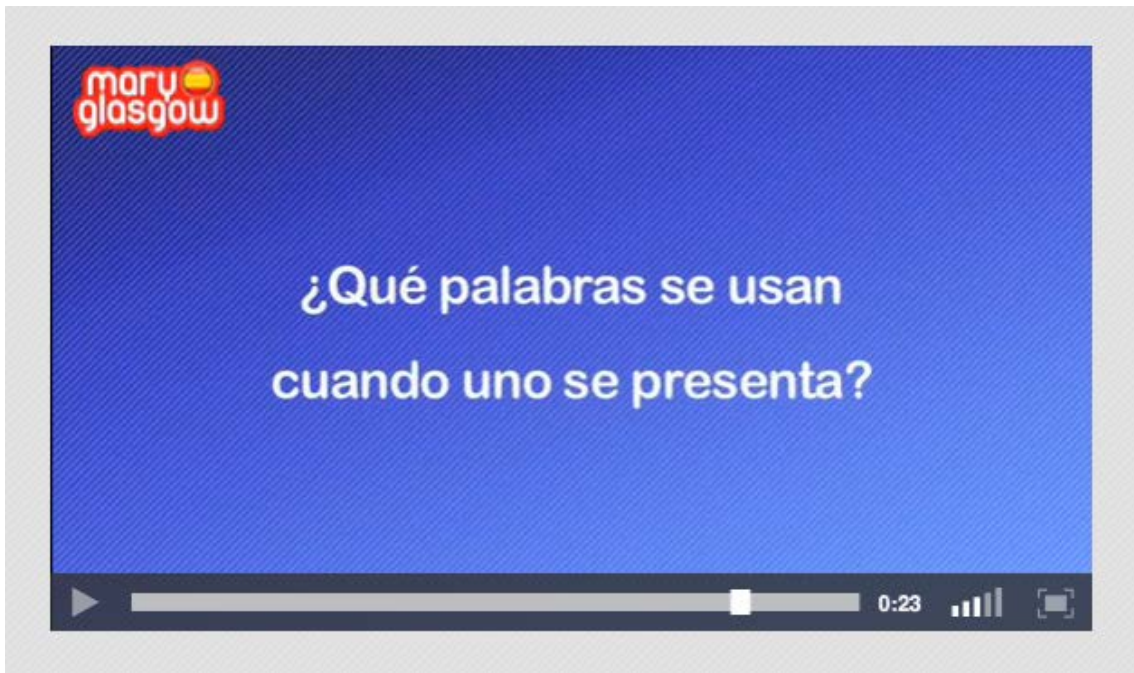 mary
glasgow
¿Qué palabras se usan
cuando uno se presenta?
0:23